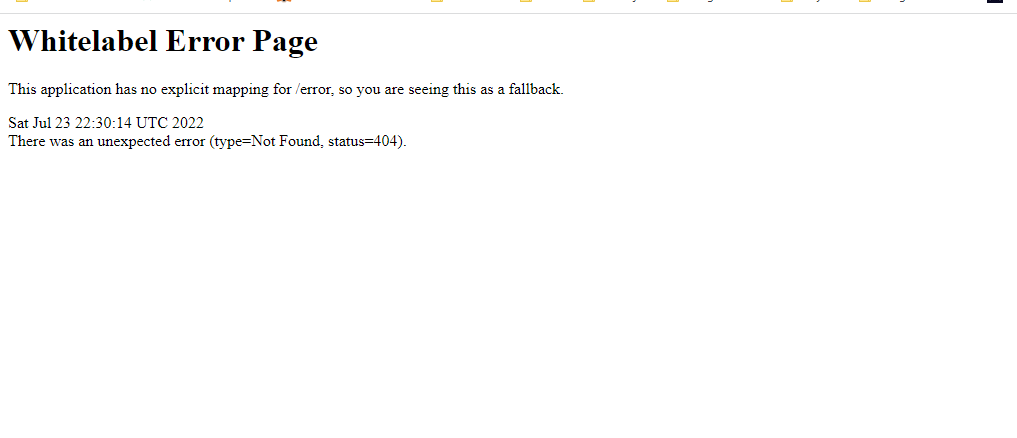 Whitelabel Error Page
This application has no explicit mapping for /error, so you are seeing this as a fallback.
Sat Jul 23 22:30:14 UTC 2022
There was an unexpected error (type=Not Found, status=404).